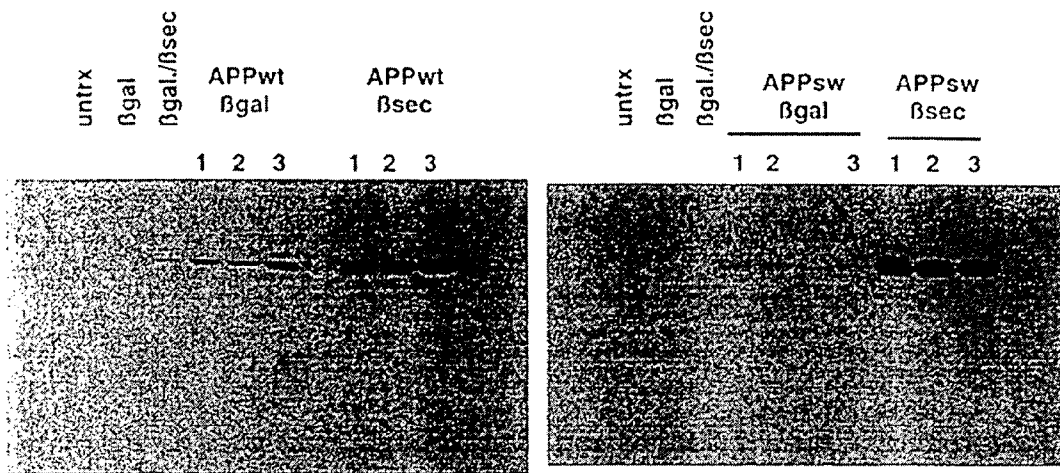 untrx
ßgal
ßgal./ßsec
APPwt
ßgal
APPwt
ßsec
1 2 3 1 2 3
untrx
ßgal
ßgal/ßsec
APPsw
ßgal
APPsw
ßsec
1 2 3 1 2 3